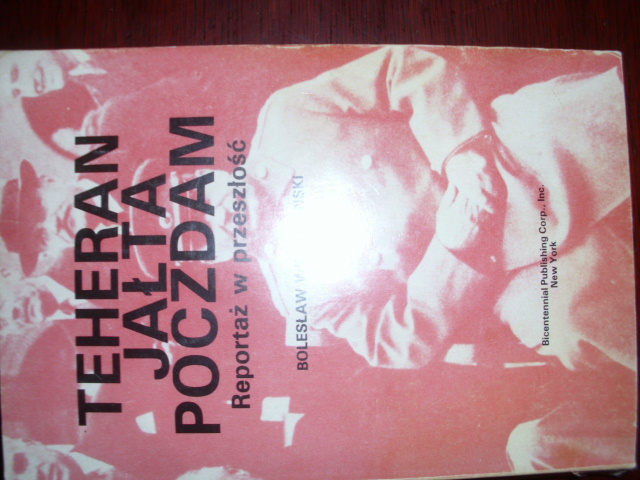 TEHERAN
JAŁTA
POCZDAM
Reportaż w przeszłość
BOLESŁAW
Bicentennial Publishing Corp., Inc.
New York